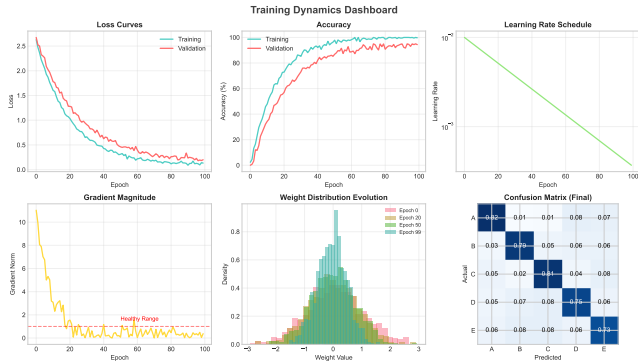 Training Dynamics Dashboard
Loss Curves
Training
Validation
Loss
2.5
2.0
1.5
1.0
0.5
0.0
0 20 40 60 80 100
Epoch
Accuracy
Training
Validation
Accuracy (%)
100
80
60
40
20
0
20 40 60 80 100
Epoch
Learning Rate Schedule
Learning Rate
0 20 40 60 80 100
Epoch
Gradient Magnitude
Gradient Norm
10
8
6
4
2
0
Healthy Range
0 20 40 60 80 100
Epoch
Weight Distribution Evolution
Epoch 0
Epoch 20
Epoch 50
Epoch 99
Density
0.8
0.6
0.4
0.2
0.0
−3 −2 −1 0 1 2 3
Weight Value
Confusion Matrix (Final)
Actual
A 0.82 0.01 0.01 0.08 0.07
B 0.03 0.79 0.05 0.06 0.06
C 0.05 0.02 0.81 0.04 0.08
D 0.05 0.08 0.06 0.06
E 0.06 0.08 0.08 0.06 0.73
A B C D E
Predicted